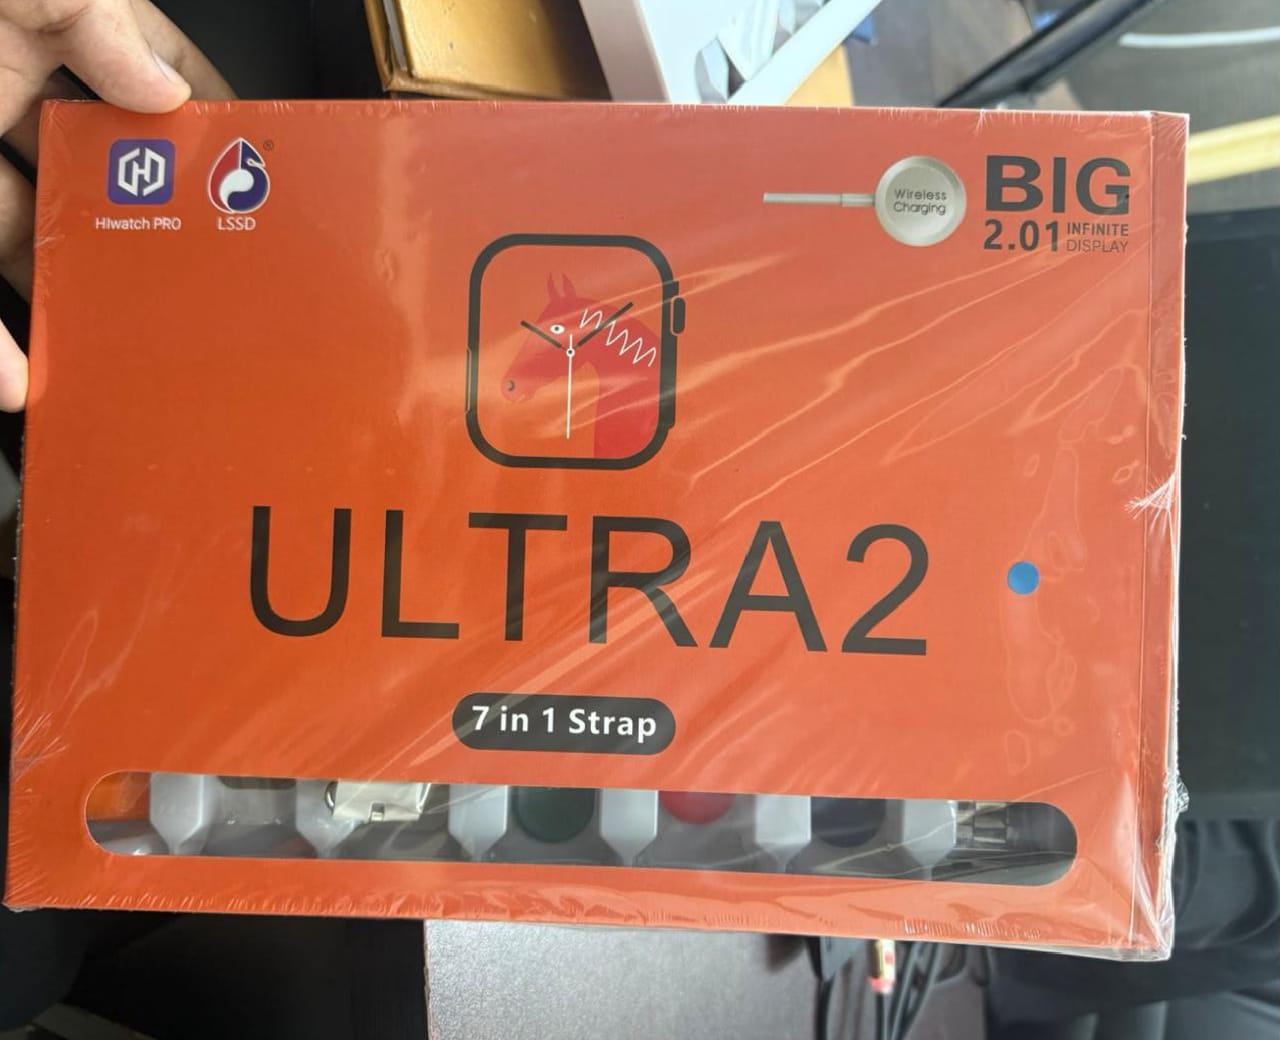 HIwatch PRO
LSSD
®
Wireless
Charging
BIG
2.01 INFINITE
DISPLAY
ULTRA2
7 in 1 Strap